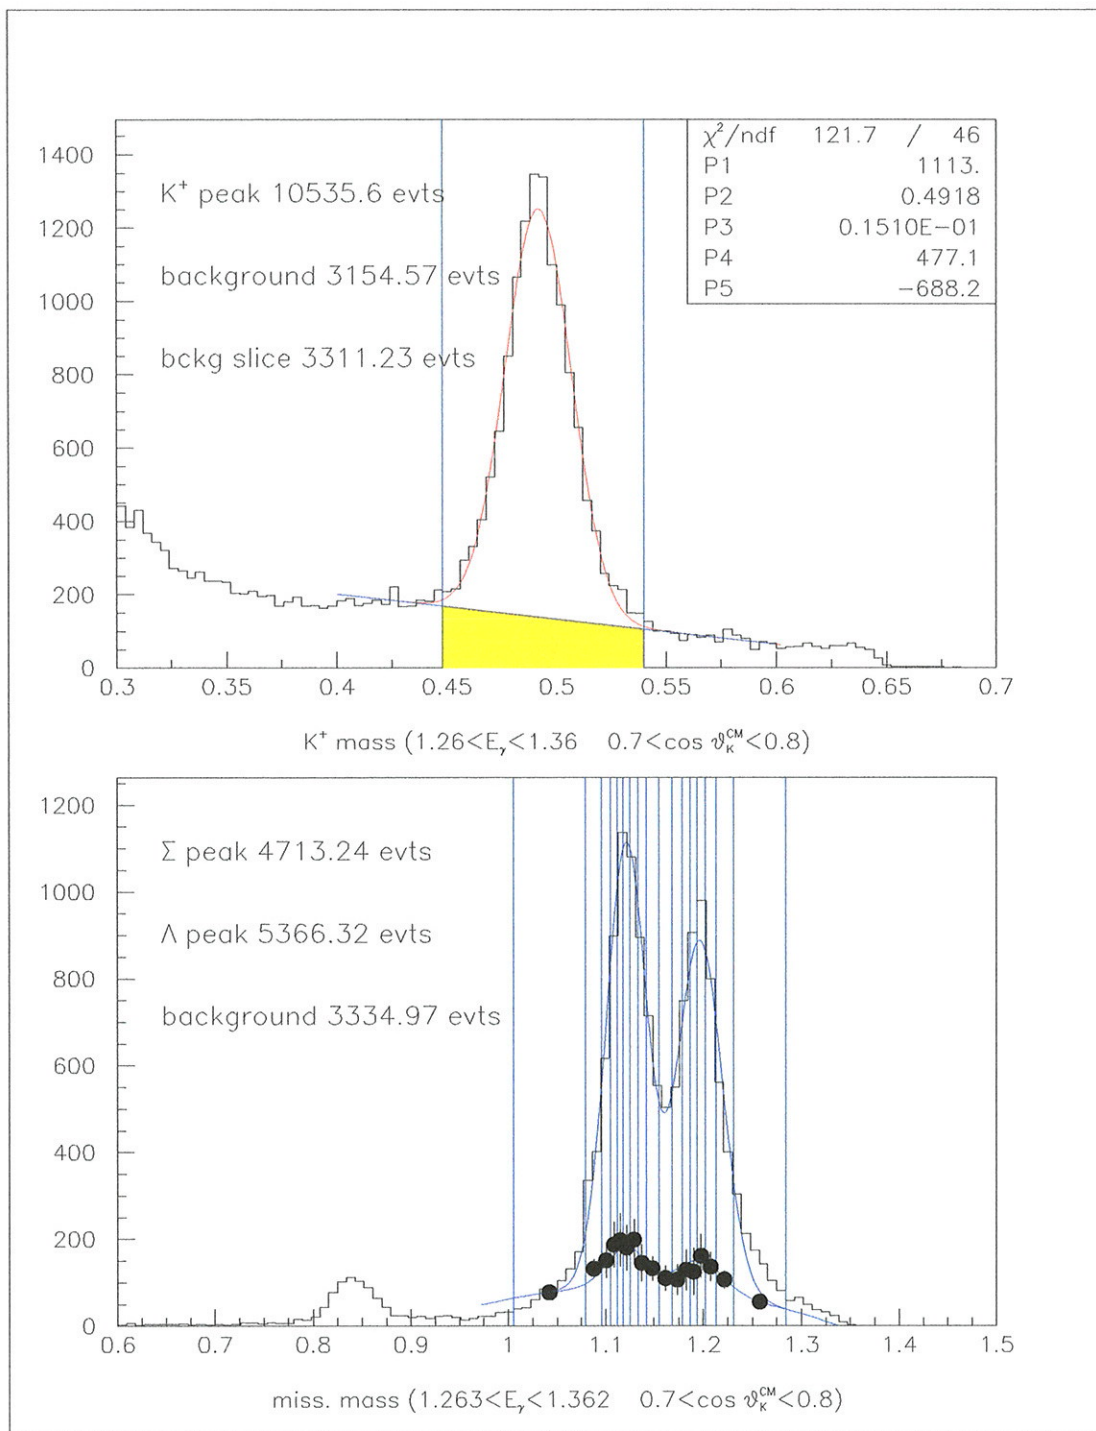 χ²/ndf 121.7 / 46
P1 1113.
P2 0.4918
P3 0.1510E−01
P4 477.1
P5 −688.2
K⁺ peak 10535.6 evts
background 3154.57 evts
bckg slice 3311.23 evts
1400
1200
1000
800
600
400
200
0
0.3 0.35 0.4 0.45 0.5 0.55 0.6 0.65 0.7
K⁺ mass (1.26<Eᵧ<1.36 0.7<cos ϑ_K^CM<0.8)
Σ peak 4713.24 evts
Λ peak 5366.32 evts
background 3334.97 evts
1200
1000
800
600
400
200
0
0.6 0.7 0.8 0.9 1 1.1 1.2 1.3 1.4 1.5
miss. mass (1.263<Eᵧ<1.362 0.7<cos ϑ_K^CM<0.8)